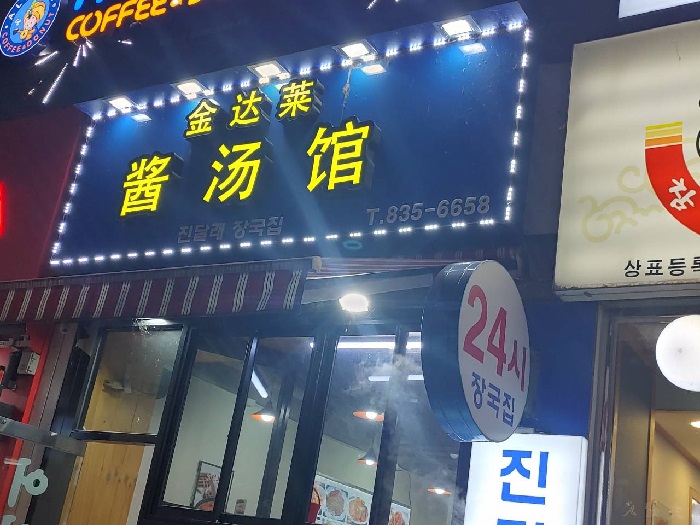 COFFEE
金达莱
酱汤馆
진달래 장국집
T.835-6658
24시
장국집
상표등록
진